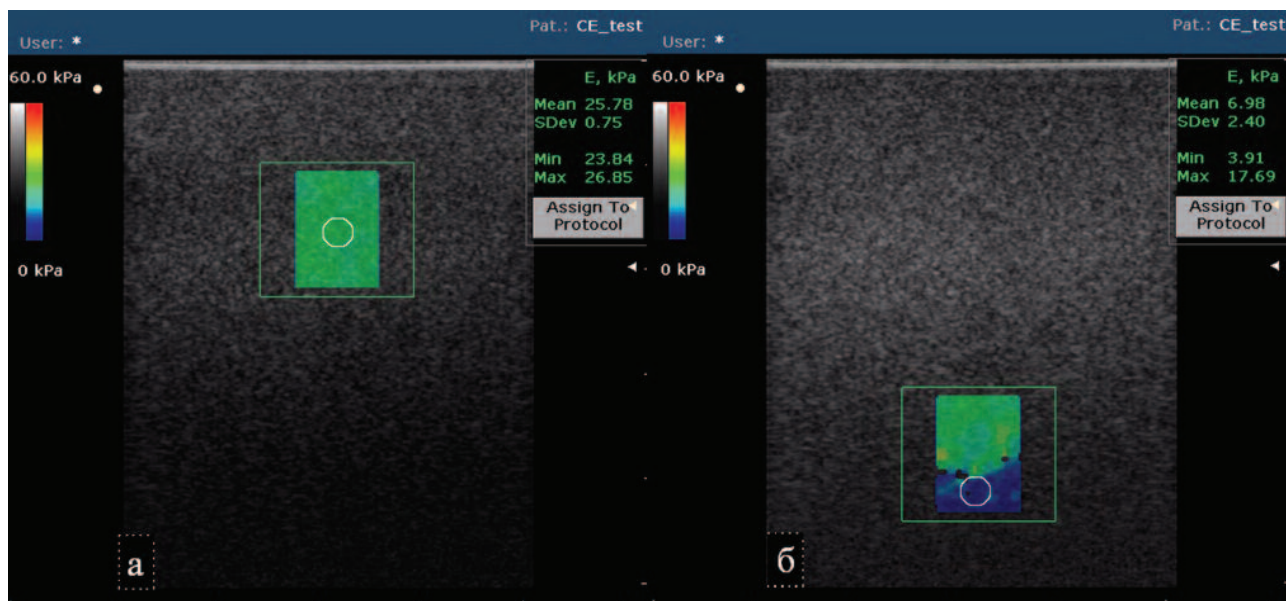 Pat.: CE_test
User: *
60.0 kPa
E, kPa
Mean 25.78
SDev 0.75
Min 23.84
Max 26.85
Assign To
Protocol
0 kPa
а
Pat.: CE_test
User: *
60.0 kPa
E, kPa
Mean 6.98
SDev 2.40
Min 3.91
Max 17.69
Assign To
Protocol
0 kPa
б